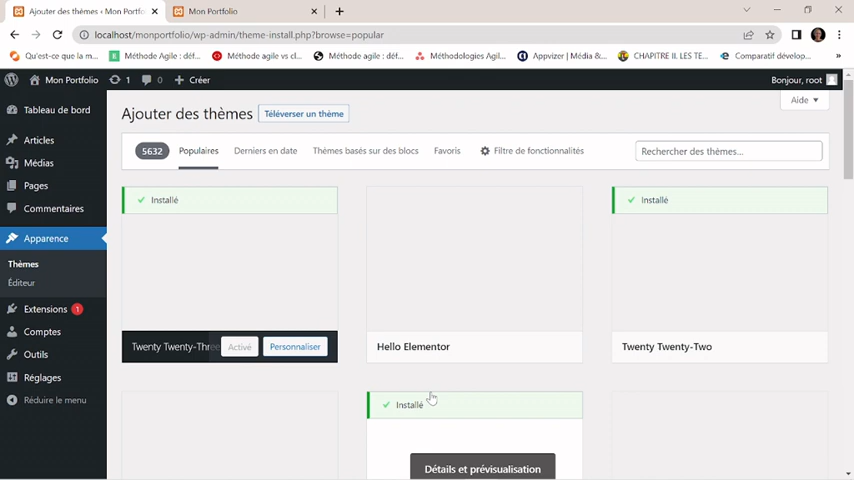 Ajouter des thèmes ‹ Mon Portfo
Mon Portfolio
localhost/monportfolio/wp-admin/theme-install.php?browse=popular
Qu'est-ce que la m...
Méthode Agile : déf...
Méthode agile vs cl...
Méthode Agile : déf...
Méthodologies Agil...
Appvizer | Média &...
CHAPITRE II. LES TE...
Comparatif dévelop...
Mon Portfolio
1
0
Créer
Bonjour, root
Tableau de bord
Articles
Médias
Pages
Commentaires
Apparence
Thèmes
Éditeur
Extensions 1
Comptes
Outils
Réglages
Réduire le menu
Aide
Ajouter des thèmes
Téléverser un thème
5632
Populaires
Derniers en date
Thèmes basés sur des blocs
Favoris
Filtre de fonctionnalités
Rechercher des thèmes...
Installé
Installé
Twenty Twenty-Three
Activé
Personnaliser
Hello Elementor
Twenty Twenty-Two
Installé
Détails et prévisualisation